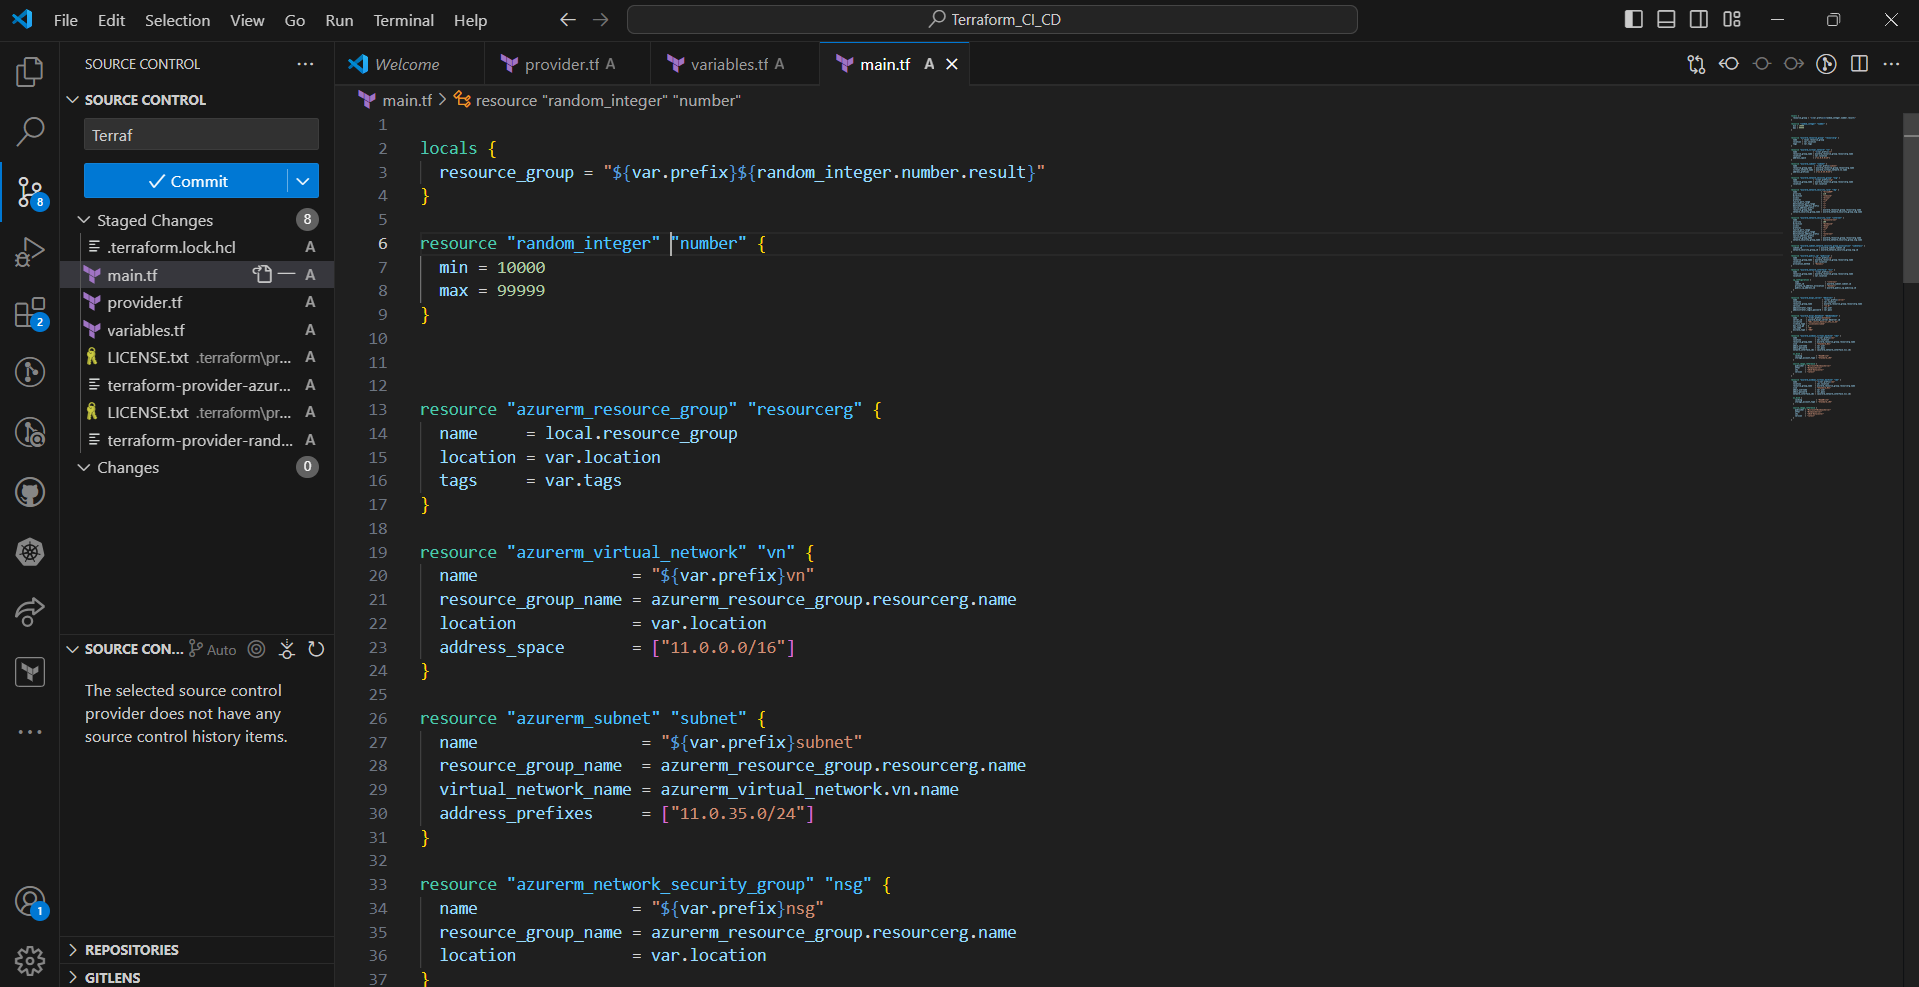 File Edit Selection View Go Run Terminal Help
Terraform_CI_CD
SOURCE CONTROL
SOURCE CONTROL
Terraf
Commit
Staged Changes 8
.terraform.lock.hcl A
main.tf A
provider.tf A
variables.tf A
LICENSE.txt .terraform\pr... A
terraform-provider-azur... A
LICENSE.txt .terraform\pr... A
terraform-provider-rand... A
Changes 0
SOURCE CON... Auto
The selected source control
provider does not have any
source control history items.
REPOSITORIES
GITLENS
8
2
1
Welcome provider.tf A variables.tf A main.tf A
main.tf > resource "random_integer" "number"
1
2 locals {
3 resource_group = "${var.prefix}${random_integer.number.result}"
4 }
5
6 resource "random_integer" "number" {
7 min = 10000
8 max = 99999
9 }
10
11
12
13 resource "azurerm_resource_group" "resourcerg" {
14 name = local.resource_group
15 location = var.location
16 tags = var.tags
17 }
18
19 resource "azurerm_virtual_network" "vn" {
20 name = "${var.prefix}vn"
21 resource_group_name = azurerm_resource_group.resourcerg.name
22 location = var.location
23 address_space = ["11.0.0.0/16"]
24 }
25
26 resource "azurerm_subnet" "subnet" {
27 name = "${var.prefix}subnet"
28 resource_group_name = azurerm_resource_group.resourcerg.name
29 virtual_network_name = azurerm_virtual_network.vn.name
30 address_prefixes = ["11.0.35.0/24"]
31 }
32
33 resource "azurerm_network_security_group" "nsg" {
34 name = "${var.prefix}nsg"
35 resource_group_name = azurerm_resource_group.resourcerg.name
36 location = var.location
37 }